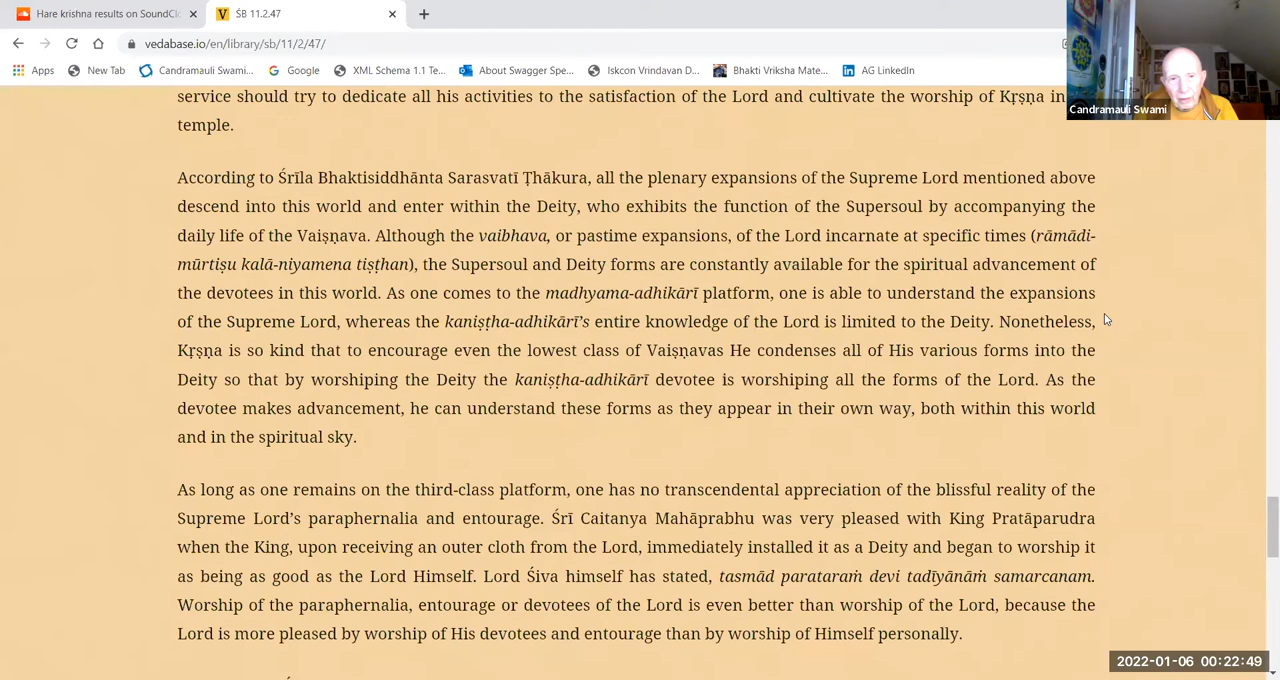 Hare krishna results on SoundClo
ŚB 11.2.47
vedabase.io/en/library/sb/11/2/47/
Apps New Tab Candramauli Swami... Google XML Schema 1.1 Te... About Swagger Spe... Iskcon Vrindavan D... Bhakti Vriksha Mate... AG LinkedIn
Candramauli Swami
service should try to dedicate all his activities to the satisfaction of the Lord and cultivate the worship of Kṛṣṇa in
temple.
According to Śrīla Bhaktisiddhānta Sarasvatī Ṭhākura, all the plenary expansions of the Supreme Lord mentioned above
descend into this world and enter within the Deity, who exhibits the function of the Supersoul by accompanying the
daily life of the Vaiṣṇava. Although the vaibhava, or pastime expansions, of the Lord incarnate at specific times (rāmādi-
mūrtiṣu kalā-niyamena tiṣṭhan), the Supersoul and Deity forms are constantly available for the spiritual advancement of
the devotees in this world. As one comes to the madhyama-adhikārī platform, one is able to understand the expansions
of the Supreme Lord, whereas the kaniṣṭha-adhikārī’s entire knowledge of the Lord is limited to the Deity. Nonetheless,
Kṛṣṇa is so kind that to encourage even the lowest class of Vaiṣṇavas He condenses all of His various forms into the
Deity so that by worshiping the Deity the kaniṣṭha-adhikārī devotee is worshiping all the forms of the Lord. As the
devotee makes advancement, he can understand these forms as they appear in their own way, both within this world
and in the spiritual sky.
As long as one remains on the third-class platform, one has no transcendental appreciation of the blissful reality of the
Supreme Lord’s paraphernalia and entourage. Śrī Caitanya Mahāprabhu was very pleased with King Pratāparudra
when the King, upon receiving an outer cloth from the Lord, immediately installed it as a Deity and began to worship it
as being as good as the Lord Himself. Lord Śiva himself has stated, tasmād parataraṁ devi tadīyānāṁ samarcanam.
Worship of the paraphernalia, entourage or devotees of the Lord is even better than worship of the Lord, because the
Lord is more pleased by worship of His devotees and entourage than by worship of Himself personally.
2022-01-06 00:22:49